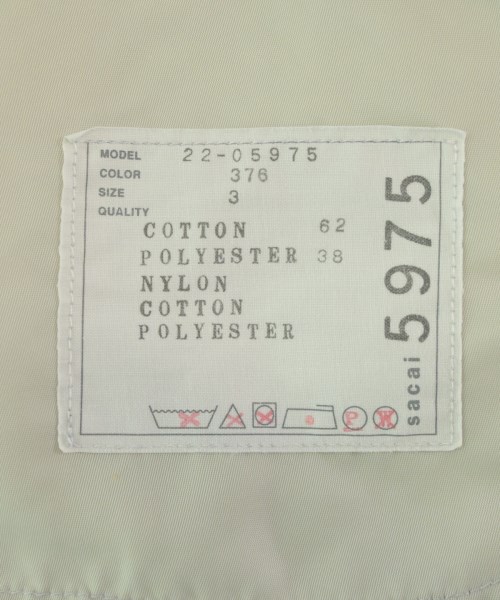 MODEL 22-05975
COLOR 376
SIZE 3
QUALITY
COTTON 62
POLYESTER 38
NYLON
COTTON
POLYESTER
P W
sacai 5975